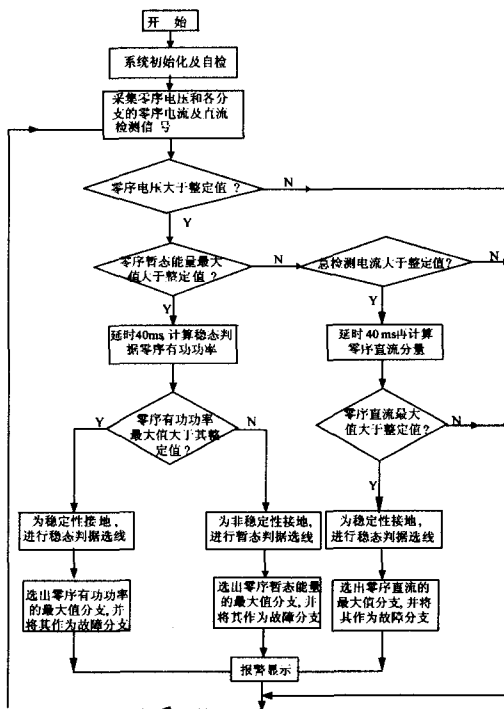 开 始
系统初始化及自检
采集零序电压和各分
支的零序电流及直流
检测信号
零序电压大于整定值？
N
Y
零序暂态能量最大
值大于整定值？
N
总检测电流大于整定值？
N
Y
Y
延时40ms,计算稳态判
据零序有功功率
延时40ms再计算
零序直流分量
Y
零序有功功率
最大值大于其整
定值？
N
零序直流最大
值大于整定值？
N
Y
为稳定性接地，
进行稳态判据选线
为非稳定性接地，
进行暂态判据选线
为稳定性接地，
进行稳态判据选线
选出零序有功功率
的最大值分支,并
将其作为故障分支
选出零序暂态能量
的最大值分支,并
将其作为故障分支
选出零序直流的
最大值分支,并将
其作为故障分支
报警显示